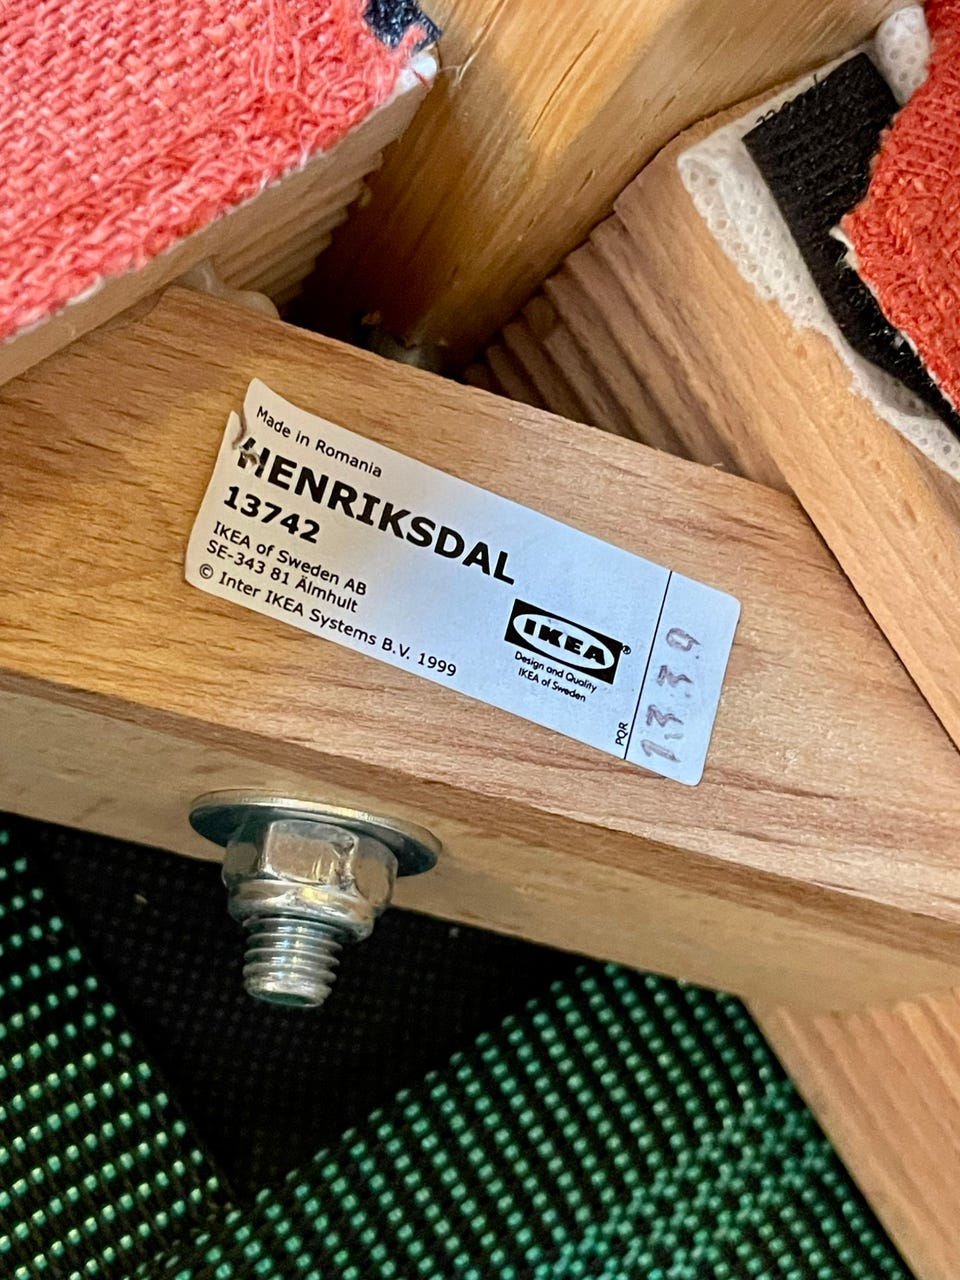 Made in Romania
HENRIKSDAL
13742
IKEA of Sweden AB
SE-343 81 Älmhult
© Inter IKEA Systems B.V. 1999
IKEA®
Design and Quality
IKEA of Sweden
PQR